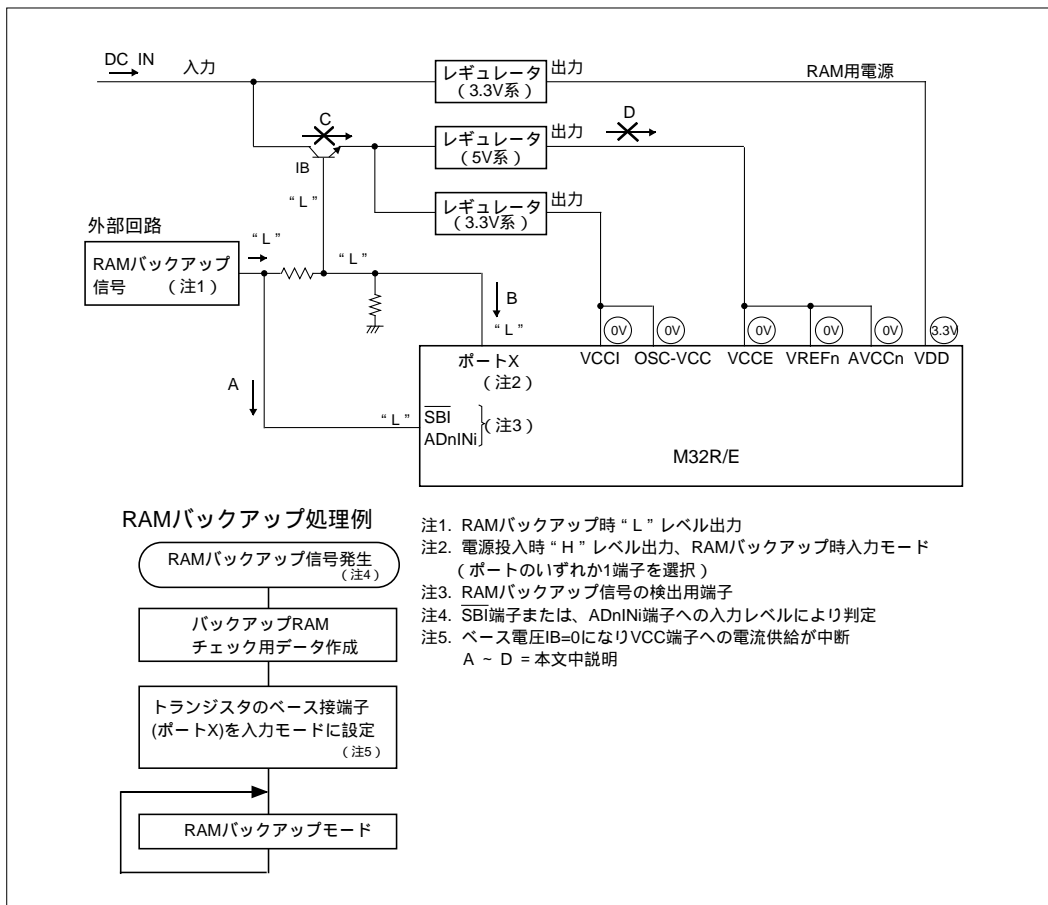 DC IN
入力
レギュレータ
(3.3V系)
出力
RAM用電源
C
IB
レギュレータ
(5V系)
出力
D
“L”
レギュレータ
(3.3V系)
出力
外部回路
RAMバックアップ
信号 (注1)
“L”
“L”
B
“L”
A
“L”
0V
0V
0V
0V
0V
3.3V
ポートX
(注2)
VCCI
OSC-VCC
VCCE
VREFn
AVCCn
VDD
SBI
ADnINi
(注3)
M32R/E
RAMバックアップ処理例
RAMバックアップ信号発生
(注4)
バックアップRAM
チェック用データ作成
トランジスタのベース接端子
(ポートX)を入力モードに設定
(注5)
RAMバックアップモード
注1. RAMバックアップ時“L”レベル出力
注2. 電源投入時“H”レベル出力、RAMバックアップ時入力モード
(ポートのいずれか1端子を選択)
注3. RAMバックアップ信号の検出用端子
注4. SBI端子または、ADnINi端子への入力レベルにより判定
注5. ベース電圧IB=0になりVCC端子への電流供給が中断
A ~ D = 本文中説明